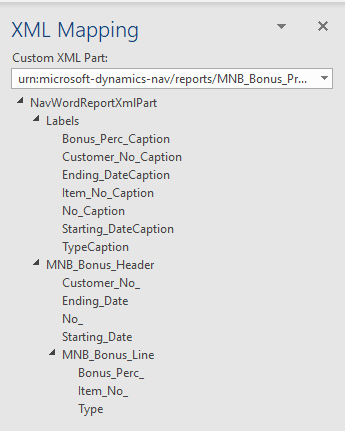 XML Mapping
Custom XML Part:
urn:microsoft-dynamics-nav/reports/MNB_Bonus_Pr...
NavWordReportXmlPart
Labels
Bonus_Perc_Caption
Customer_No_Caption
Ending_DateCaption
Item_No_Caption
No_Caption
Starting_DateCaption
TypeCaption
MNB_Bonus_Header
Customer_No_
Ending_Date
No_
Starting_Date
MNB_Bonus_Line
Bonus_Perc_
Item_No_
Type